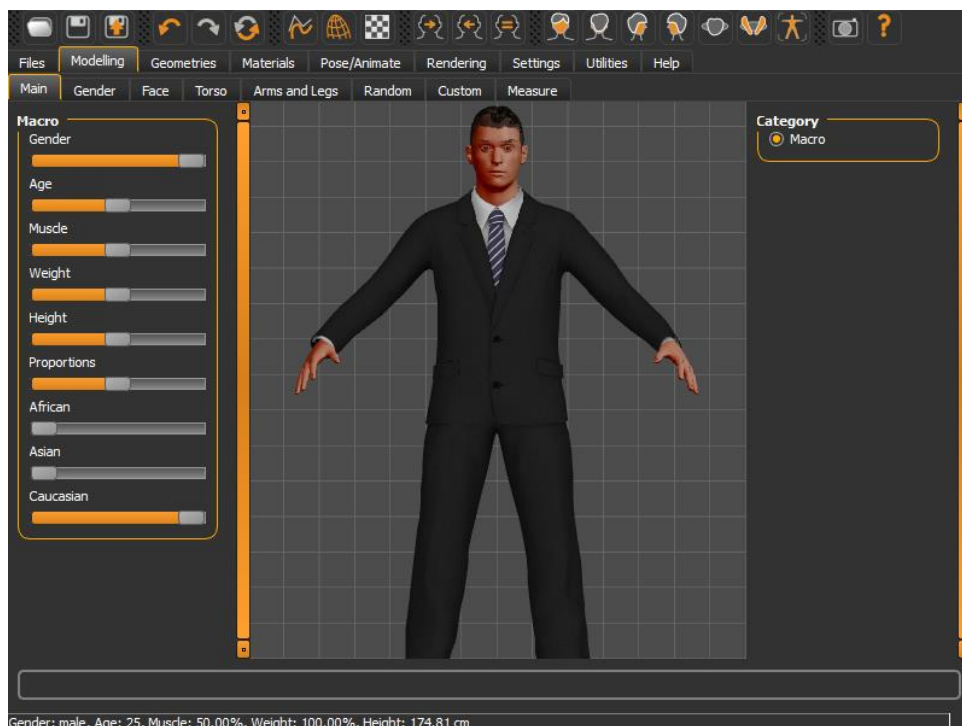 Files Modelling Geometries Materials Pose/Animate Rendering Settings Utilities Help
Main Gender Face Torso Arms and Legs Random Custom Measure
Macro
Gender
Age
Muscle
Weight
Height
Proportions
African
Asian
Caucasian
Category
Macro
Gender: male, Age: 25, Muscle: 50.00%, Weight: 100.00%, Height: 174.81 cm